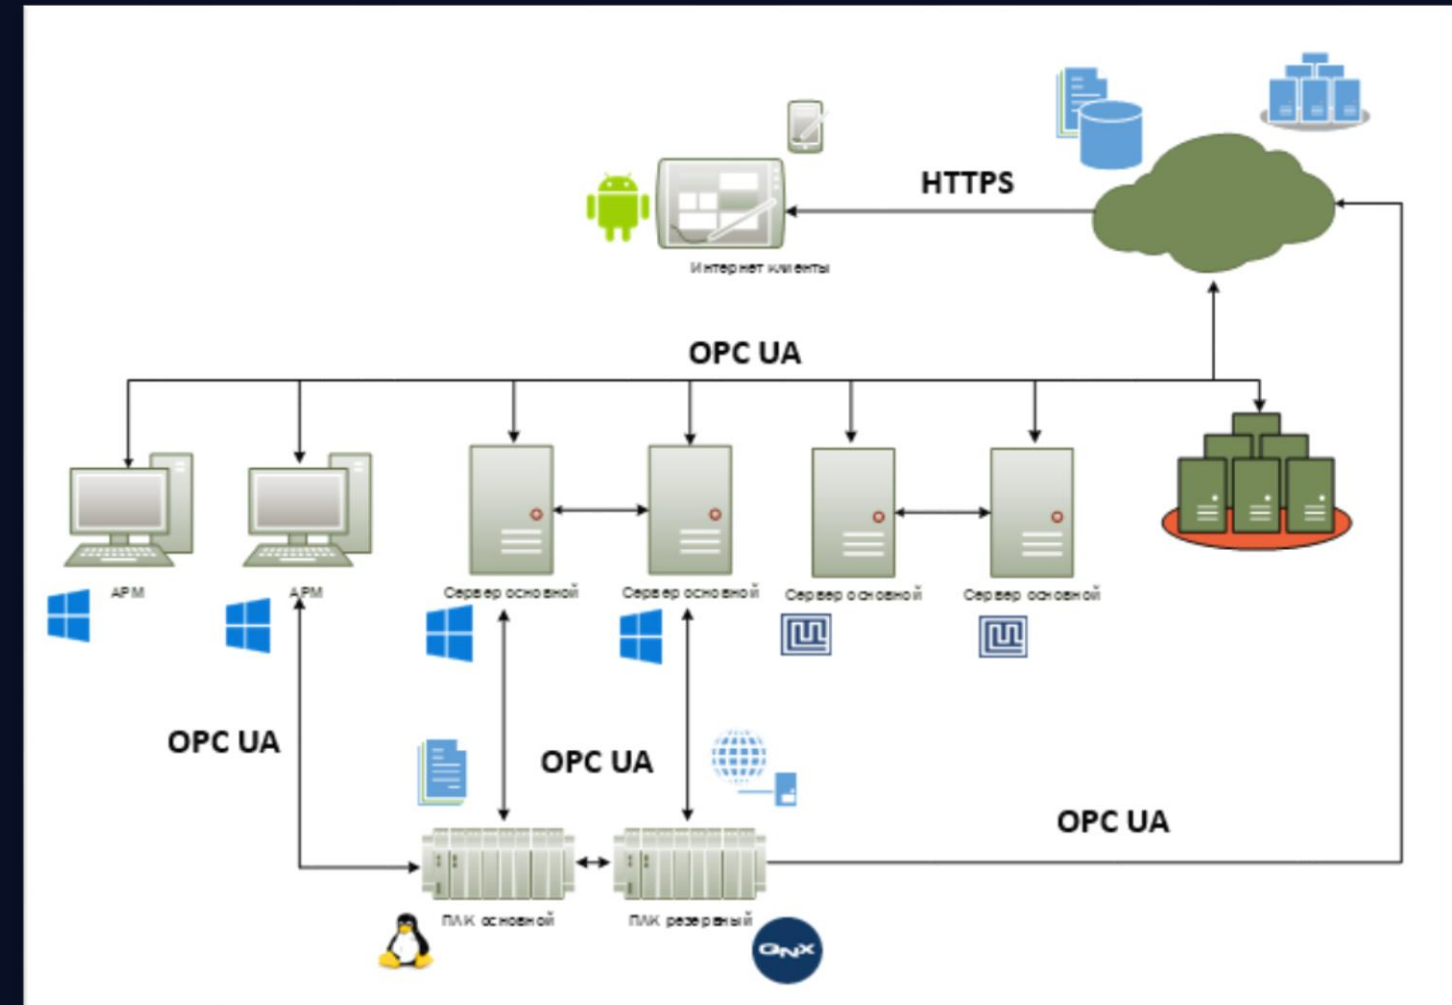 HTTPS
Интернет клиенты
OPC UA
АРМ
АРМ
Сервер основной
Сервер основной
Сервер основной
Сервер основной
OPC UA
OPC UA
OPC UA
ПЛК основной
ПЛК резервный
QNX